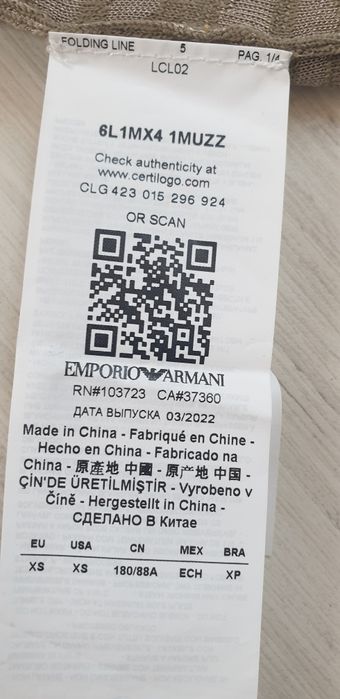 FOLDING LINE 5 PAG. 1/4
LCL02
6L1MX4 1MUZZ
Check authenticity at
www.certilogo.com
CLG 423 015 296 924
OR SCAN
EMPORIO ARMANI
RN#103723 CA#37360
ДАТА ВЫПУСКА 03/2022
Made in China - Fabriqué en Chine -
Hecho en China - Fabricado na
China - 原產地 中國 - 原产地 中国 -
ÇİN'DE ÜRETİLMİŞTİR - Vyrobeno v
Číně - Hergestellt in China -
СДЕЛАНО В Китае
EU USA CN MEX BRA
XS XS 180/88A ECH XP